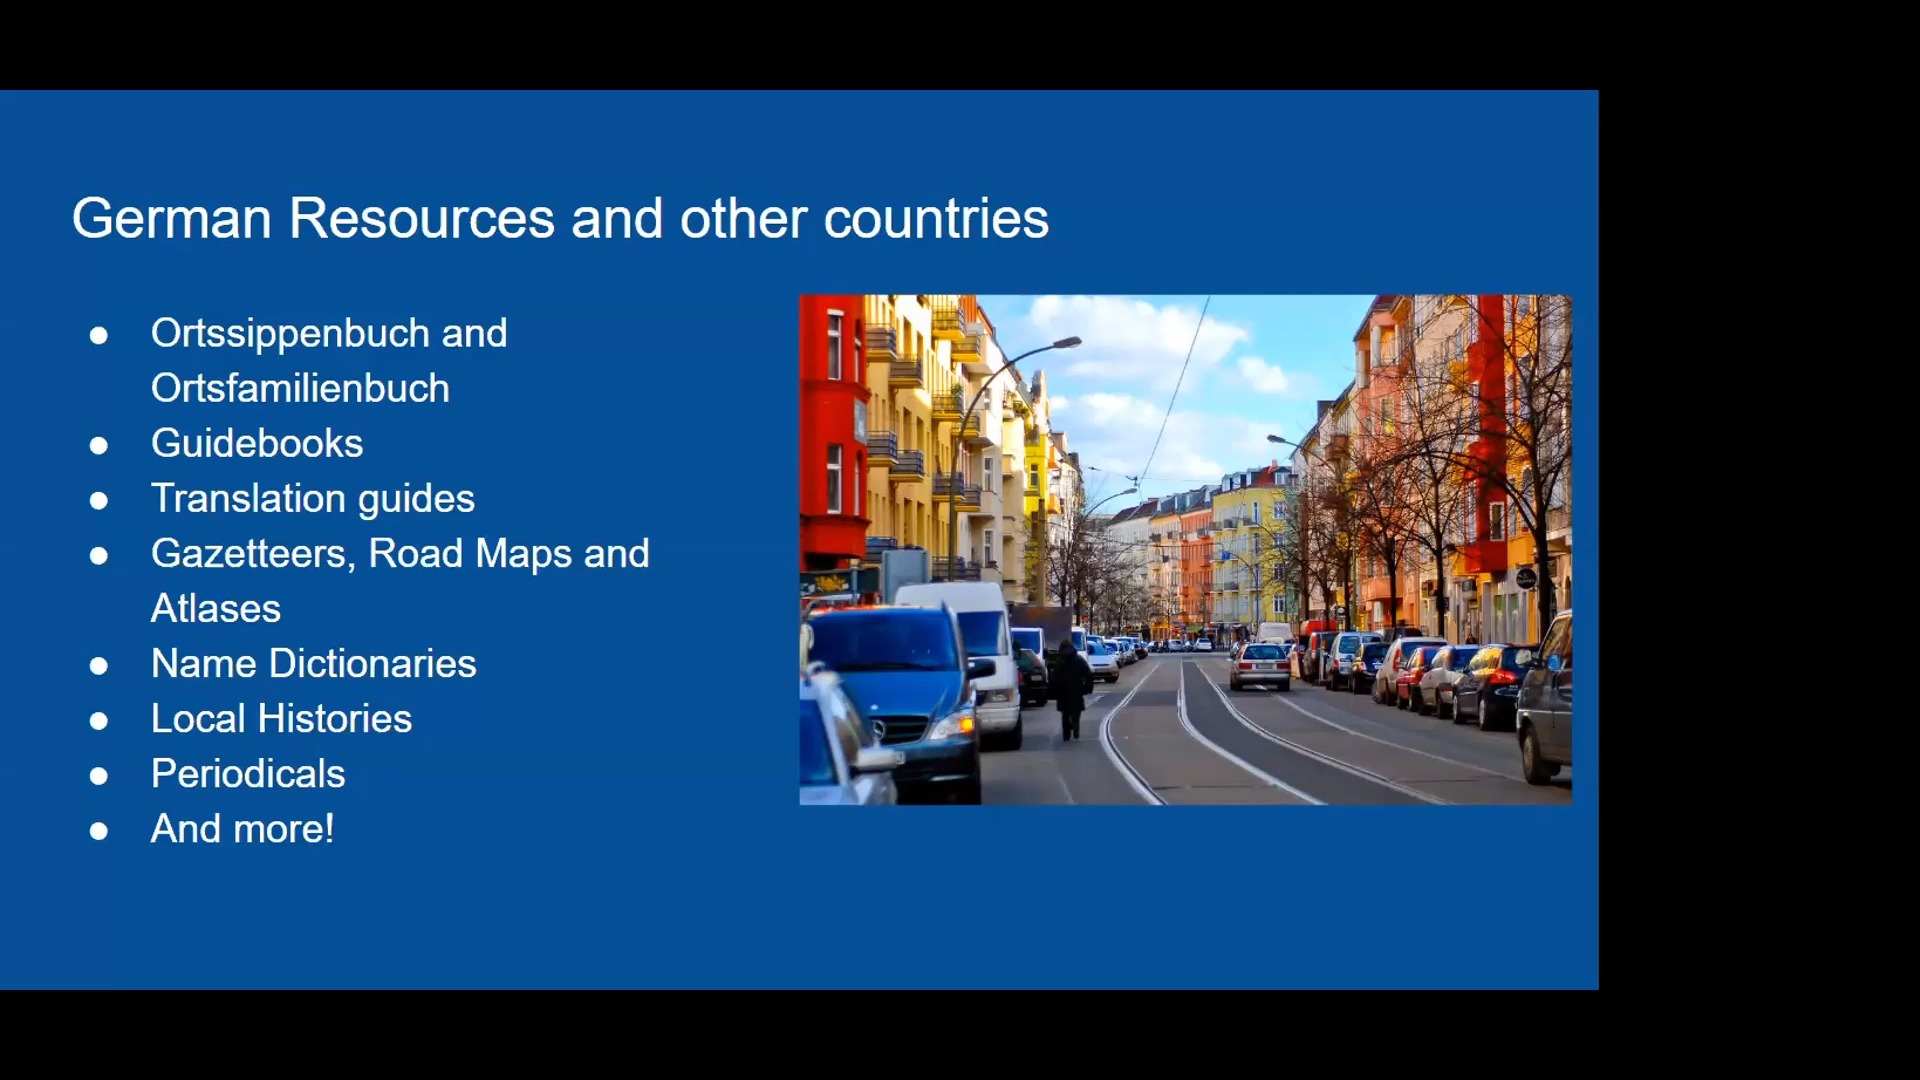 German Resources and other countries
● Ortssippenbuch and
Ortsfamilienbuch
● Guidebooks
● Translation guides
● Gazetteers, Road Maps and
Atlases
● Name Dictionaries
● Local Histories
● Periodicals
● And more!